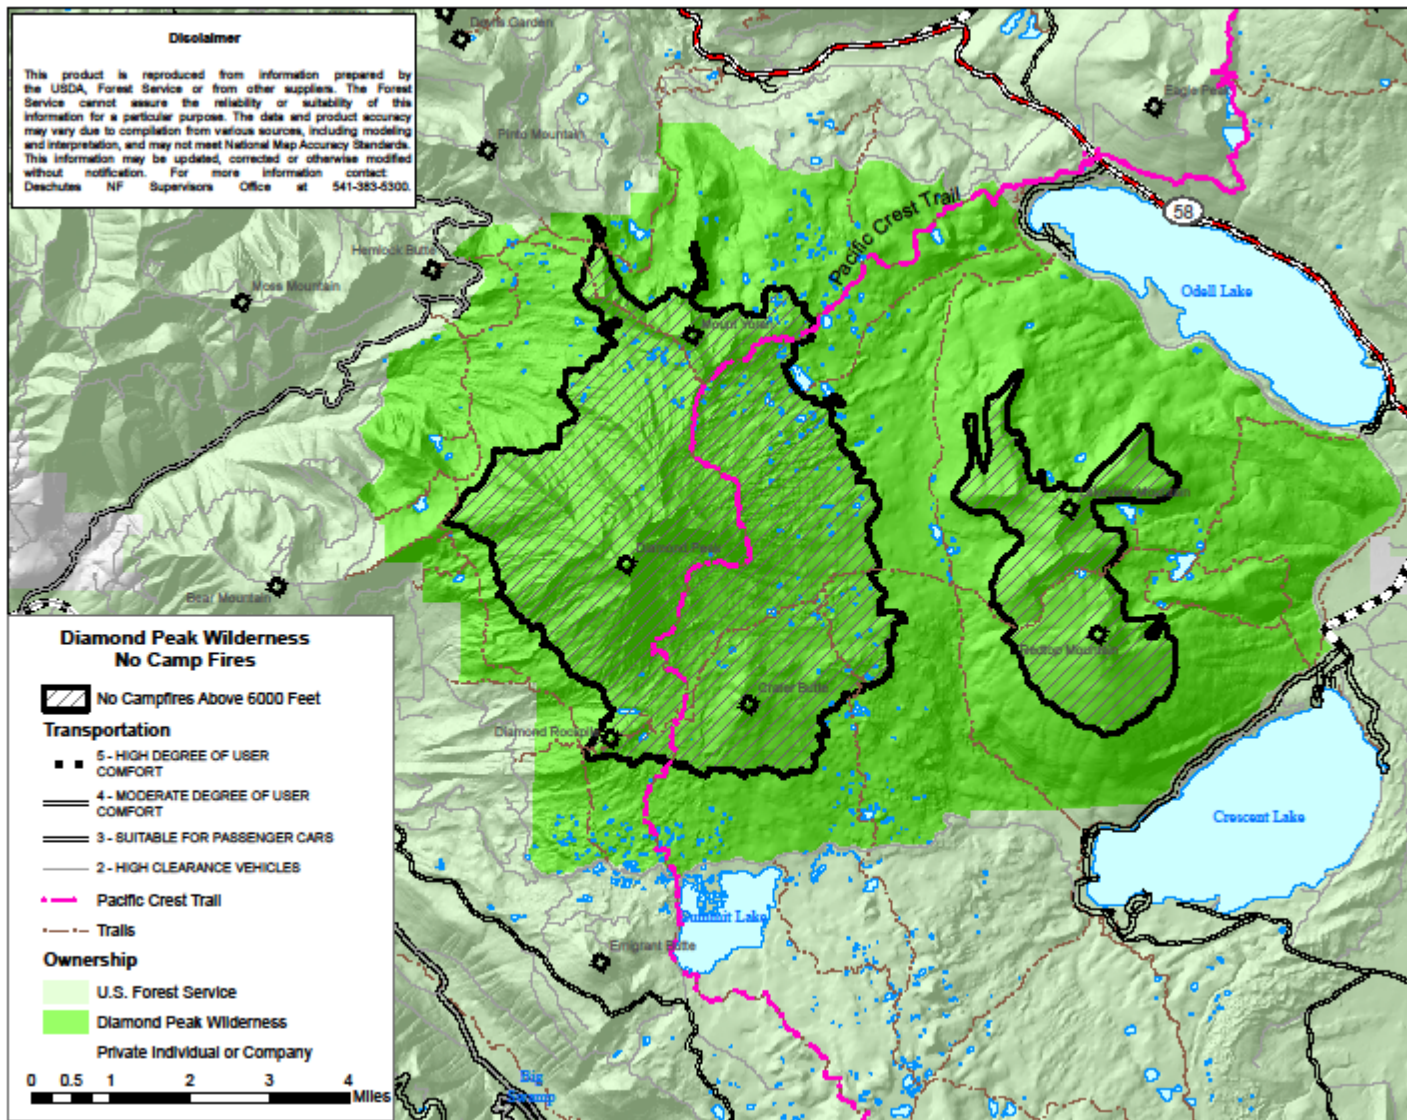 Disclaimer
This product is reproduced from information prepared by
the USDA, Forest Service or from other suppliers. The Forest
Service cannot assure the reliability or suitability of this
information for a particular purpose. The data and product accuracy
may vary due to compilation from various sources, including modeling
and interpretation, and may not meet National Map Accuracy Standards.
This information may be updated, corrected or otherwise modified
without notification. For more information contact:
Deschutes NF Supervisors Office at 541-383-5300.
Devils Garden
Eagle Peak
Pinto Mountain
Pacific Crest Trail
58
Hemlock Butte
Moss Mountain
Odell Lake
Mount Yoran
Mountain
Diamond Peak
Bear Mountain
Redtop Mountain
Crater Butte
Diamond Rockpile
Crescent Lake
Summit Lake
Emigrant Butte
Big
Swamp
Diamond Peak Wilderness
No Camp Fires
No Campfires Above 6000 Feet
Transportation
5 - HIGH DEGREE OF USER
COMFORT
4 - MODERATE DEGREE OF USER
COMFORT
3 - SUITABLE FOR PASSENGER CARS
2 - HIGH CLEARANCE VEHICLES
Pacific Crest Trail
Trails
Ownership
U.S. Forest Service
Diamond Peak Wilderness
Private Individual or Company
0 0.5 1 2 3 4
Miles